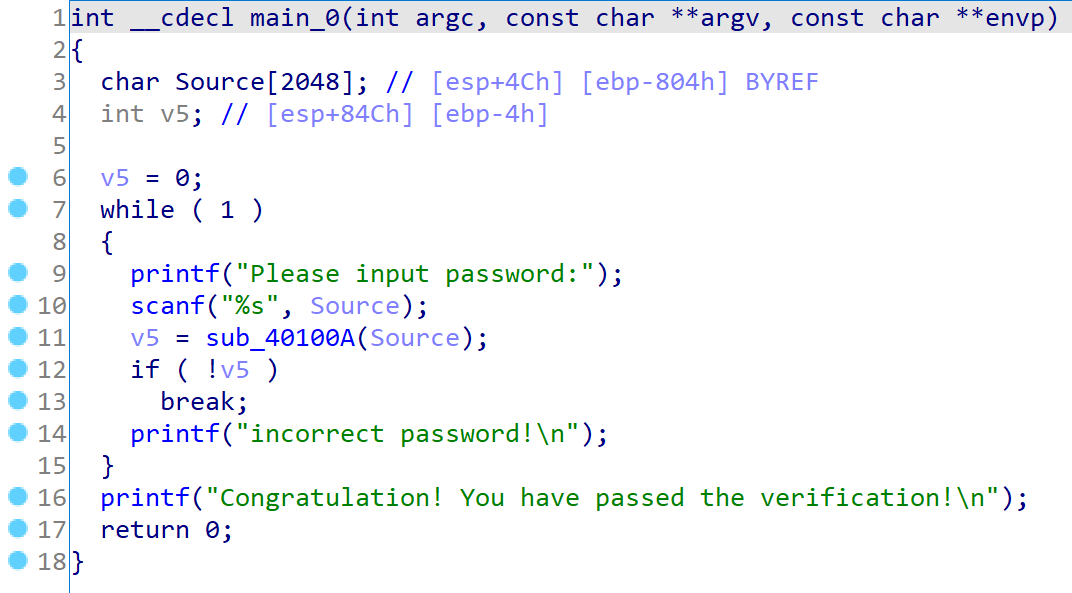 1 int __cdecl main_0(int argc, const char **argv, const char **envp)
2 {
3   char Source[2048]; // [esp+4Ch] [ebp-804h] BYREF
4   int v5; // [esp+84Ch] [ebp-4h]
5
6   v5 = 0;
7   while ( 1 )
8   {
9     printf("Please input password:");
10     scanf("%s", Source);
11     v5 = sub_40100A(Source);
12     if ( !v5 )
13       break;
14     printf("incorrect password!\n");
15   }
16   printf("Congratulation! You have passed the verification!\n");
17   return 0;
18 }